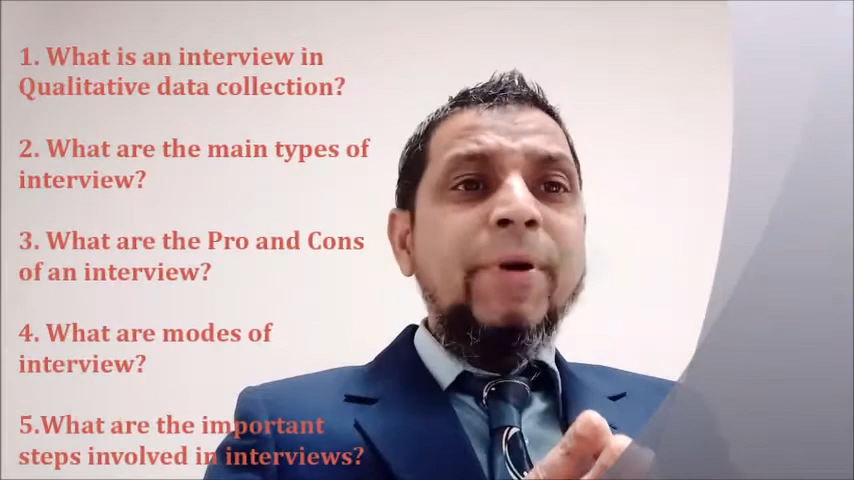 1. What is an interview in
Qualitative data collection?
2. What are the main types of
interview?
3. What are the Pro and Cons
of an interview?
4. What are modes of
interview?
5.What are the important
steps involved in interviews?